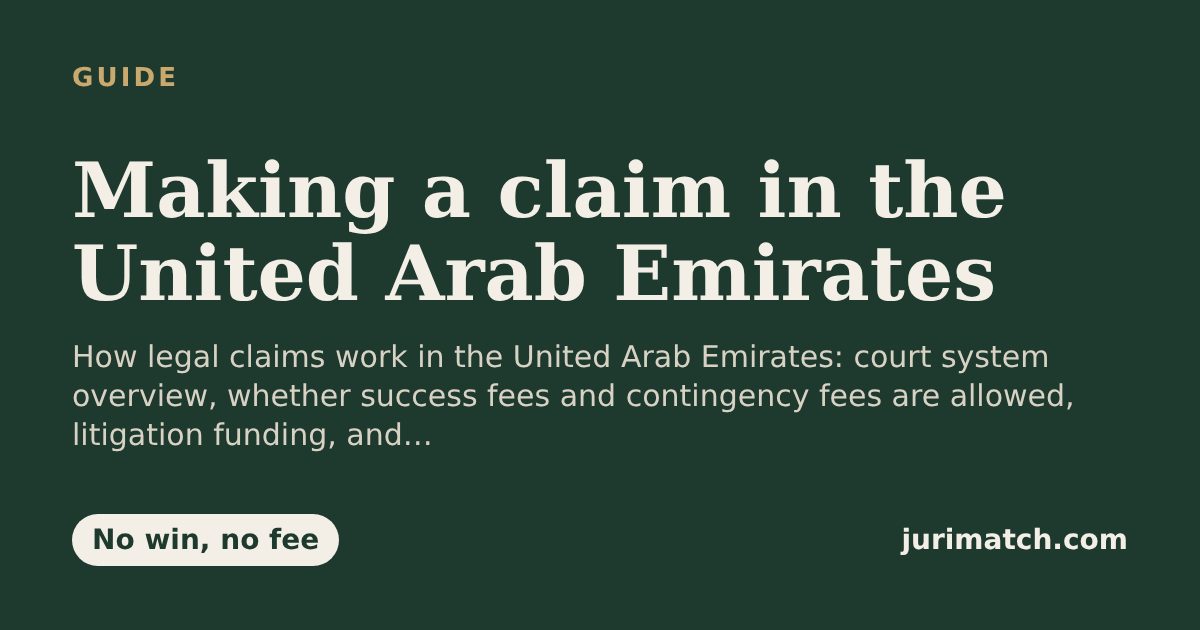 GUIDE
Making a claim in the
United Arab Emirates
How legal claims work in the United Arab Emirates: court system
overview, whether success fees and contingency fees are allowed,
litigation funding, and...
No win, no fee
jurimatch.com